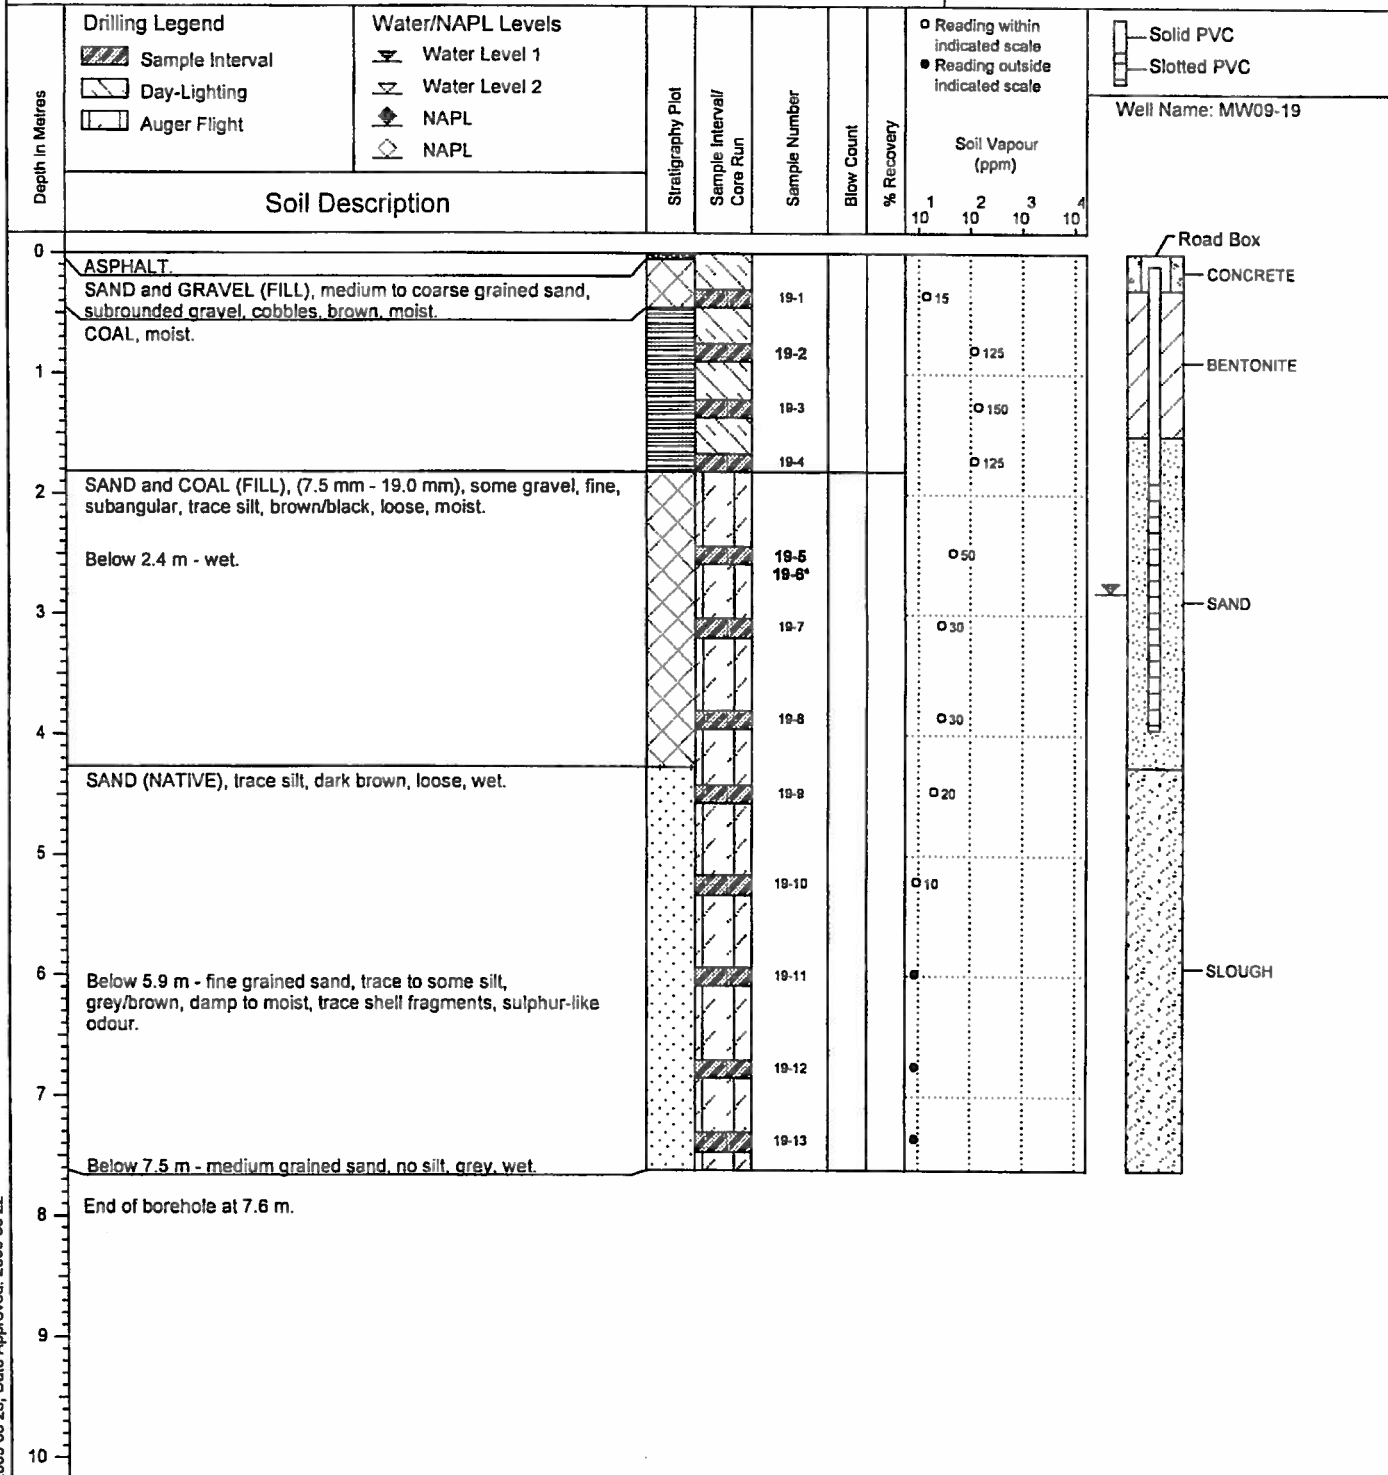 Drilling Legend
Sample Interval
Day-Lighting
Auger Flight
Water/NAPL Levels
Water Level 1
Water Level 2
NAPL
NAPL
Depth in Metres
Soil Description
Stratigraphy Plot
Sample Interval/
Core Run
Sample Number
Blow Count
% Recovery
Reading within
indicated scale
Reading outside
indicated scale
Soil Vapour
(ppm)
10 1 10 2 10 3 10 4
Solid PVC
Slotted PVC
Well Name: MW09-19
0
ASPHALT.
SAND and GRAVEL (FILL), medium to coarse grained sand,
subrounded gravel, cobbles, brown, moist.
COAL, moist.
1
2
SAND and COAL (FILL), (7.5 mm - 19.0 mm), some gravel, fine,
subangular, trace silt, brown/black, loose, moist.
Below 2.4 m - wet.
3
4
SAND (NATIVE), trace silt, dark brown, loose, wet.
5
6
Below 5.9 m - fine grained sand, trace to some silt,
grey/brown, damp to moist, trace shell fragments, sulphur-like
odour.
7
Below 7.5 m - medium grained sand, no silt, grey, wet.
8
End of borehole at 7.6 m.
9
10
19-1
19-2
19-3
19-4
19-5
19-6*
19-7
19-8
19-9
19-10
19-11
19-12
19-13
15
125
150
125
50
30
30
20
10
Road Box
CONCRETE
BENTONITE
SAND
SLOUGH